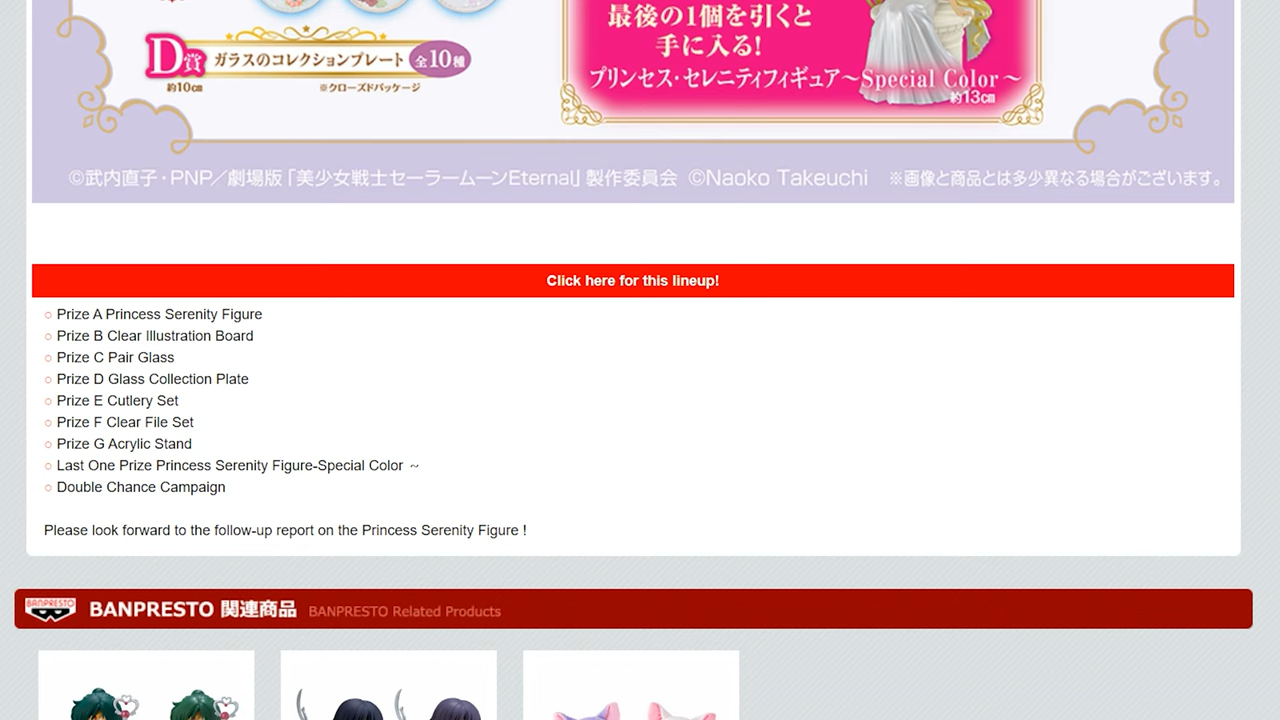 最後の1個を引くと
手に入る!
プリンセス・セレニティフィギュア～Special Color～
約13cm
D賞 ガラスのコレクションプレート 全10種
約10cm ※クローズドパッケージ
©武内直子・PNP／劇場版「美少女戦士セーラームーンEternal」製作委員会 ©Naoko Takeuchi ※画像と商品とは多少異なる場合がございます。
Click here for this lineup!
○ Prize A Princess Serenity Figure
○ Prize B Clear Illustration Board
○ Prize C Pair Glass
○ Prize D Glass Collection Plate
○ Prize E Cutlery Set
○ Prize F Clear File Set
○ Prize G Acrylic Stand
○ Last One Prize Princess Serenity Figure-Special Color ～
○ Double Chance Campaign
Please look forward to the follow-up report on the Princess Serenity Figure !
BANPRESTO
BANPRESTO 関連商品 BANPRESTO Related Products